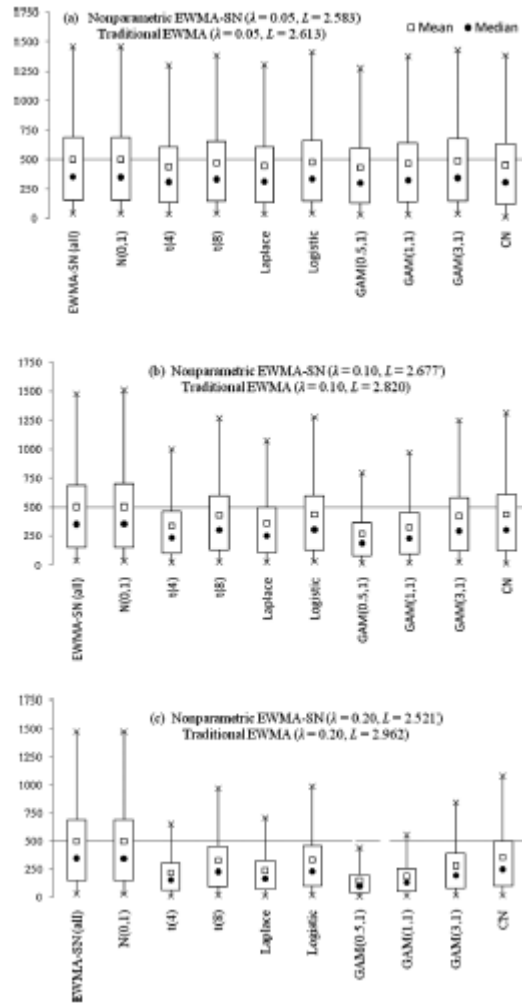 (a) Nonparametric EWMA-SN (λ = 0.05, L = 2.583)
Traditional EWMA (λ = 0.05, L = 2.613)
□ Mean ● Median
1750
1500
1250
1000
750
500
250
0
EWMA-SN (all)
N(0,1)
t(4)
t(8)
Laplace
Logistic
GAM(0.5,1)
GAM(1,1)
GAM(3,1)
CN
(b) Nonparametric EWMA-SN (λ = 0.10, L = 2.677)
Traditional EWMA (λ = 0.10, L = 2.820)
1750
1500
1250
1000
750
500
250
0
EWMA-SN (all)
N(0,1)
t(4)
t(8)
Laplace
Logistic
GAM(0.5,1)
GAM(1,1)
GAM(3,1)
CN
(c) Nonparametric EWMA-SN (λ = 0.20, L = 2.521)
Traditional EWMA (λ = 0.20, L = 2.962)
1750
1500
1250
1000
750
500
250
0
EWMA-SN (all)
N(0,1)
t(4)
t(8)
Laplace
Logistic
GAM(0.5,1)
GAM(1,1)
GAM(3,1)
CN